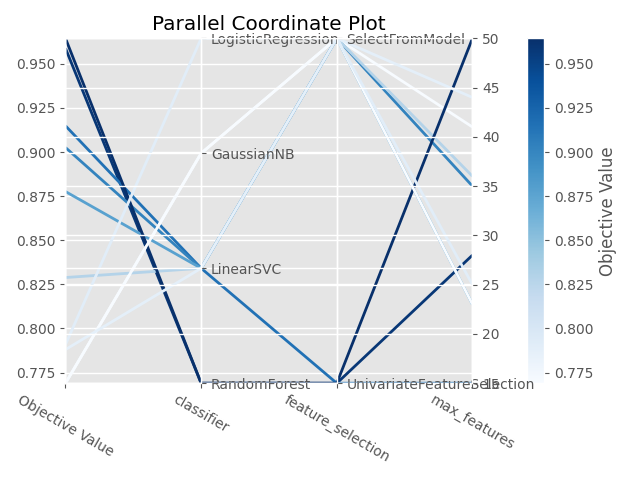 Parallel Coordinate Plot
LogisticRegression
GaussianNB
LinearSVC
RandomForest
SelectFromModel
UnivariateFeatureSelection
0.950
0.925
0.900
0.875
0.850
0.825
0.800
0.775
50
45
40
35
30
25
20
15
0.950
0.925
0.900
0.875
0.850
0.825
0.800
0.775
Objective Value
Objective Value
classifier
feature_selection
max_features